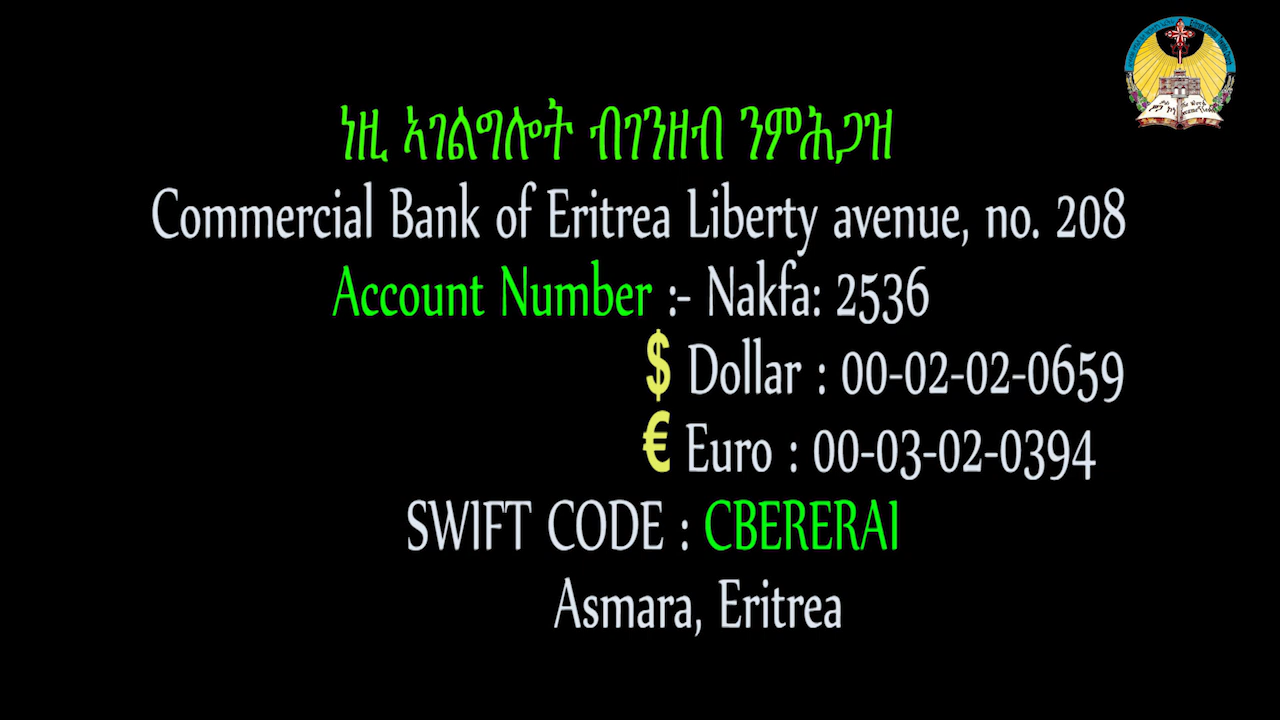 ነዚ ኣገልግሎት ብገንዘብ ንምሕጋዝ
Commercial Bank of Eritrea Liberty avenue, no. 208
Account Number :- Nakfa: 2536
$ Dollar : 00-02-02-0659
€ Euro : 00-03-02-0394
SWIFT CODE : CBERERAI
Asmara, Eritrea